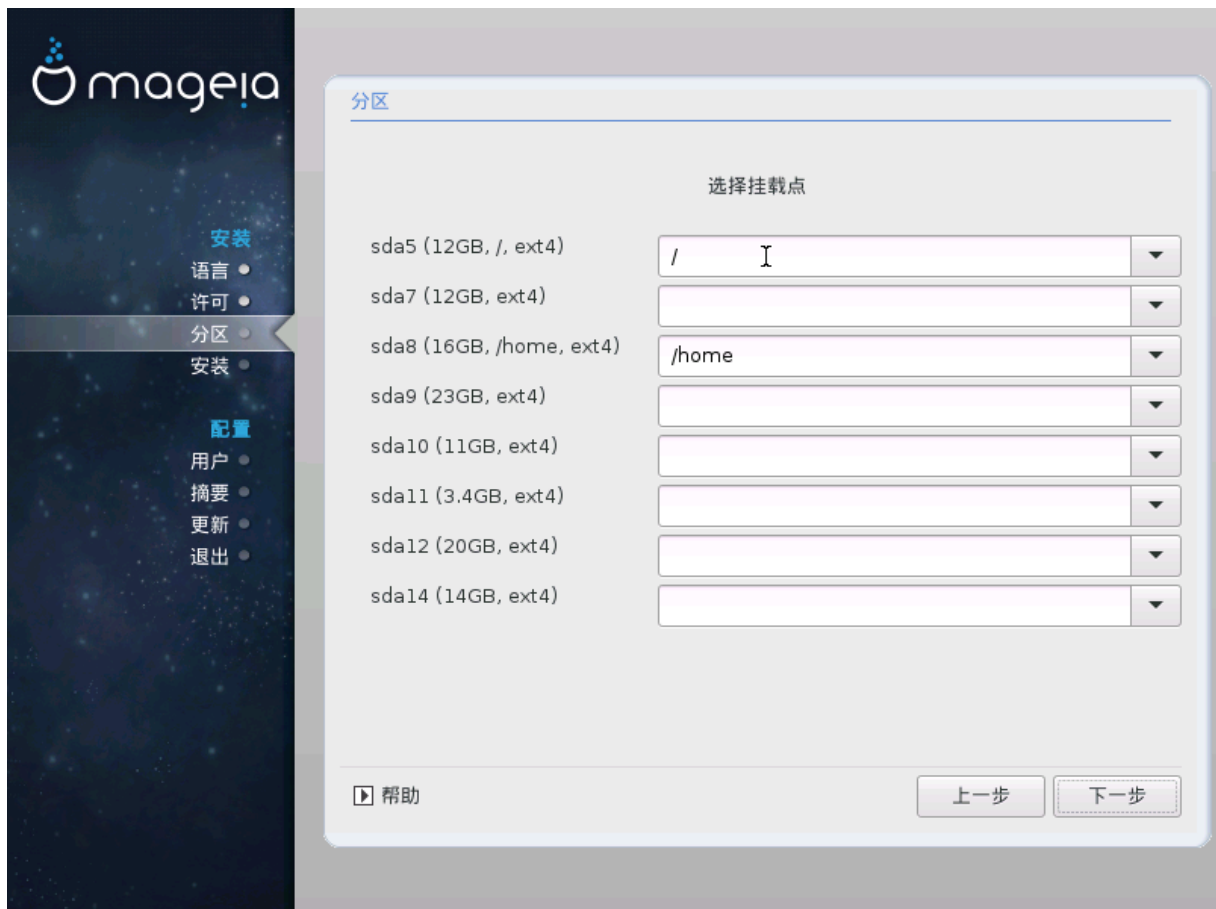 mageia
安装
语言
许可
分区
安装
配置
用户
摘要
更新
退出
分区
选择挂载点
sda5 (12GB, /, ext4)
/
sda7 (12GB, ext4)
sda8 (16GB, /home, ext4)
/home
sda9 (23GB, ext4)
sda10 (11GB, ext4)
sda11 (3.4GB, ext4)
sda12 (20GB, ext4)
sda14 (14GB, ext4)
帮助
上一步
下一步